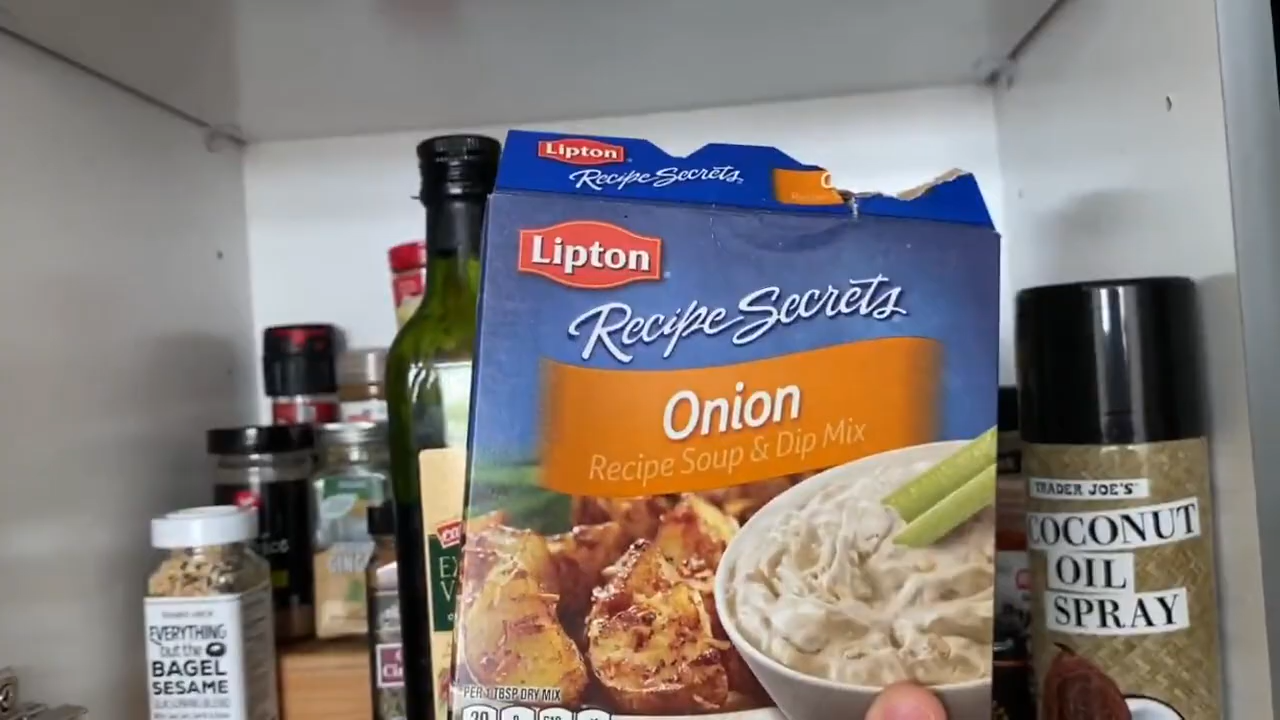 Lipton
Recipe Secrets
Lipton
Recipe Secrets
Onion
Recipe Soup & Dip Mix
PER 1 TBSP DRY MIX
EVERYTHING
but the
BAGEL
SESAME
TRADER JOE'S
COCONUT
OIL
SPRAY